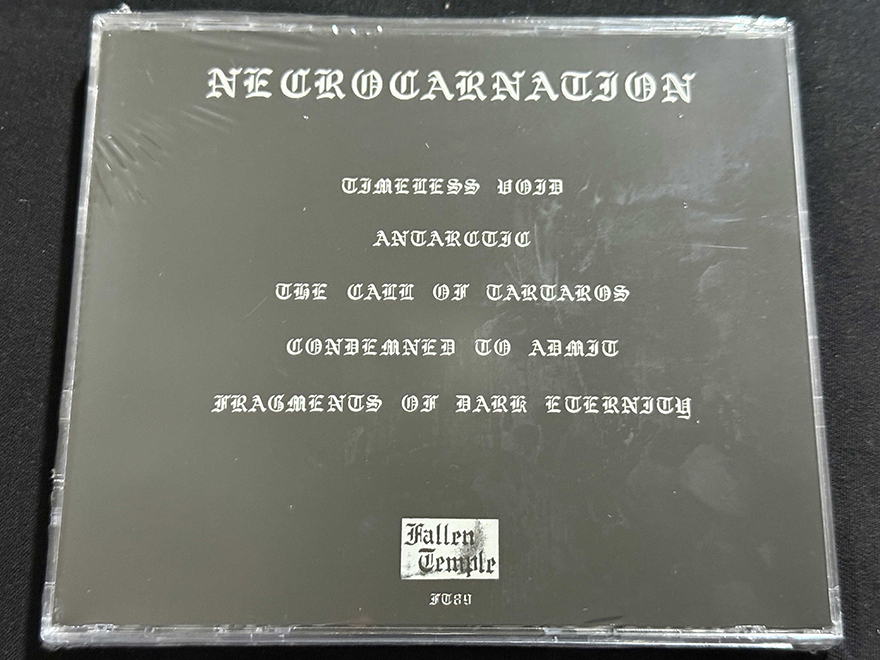 NECROCARNATION
TIMELESS VOID
ANTARCTIC
THE CALL OF TARTAROS
CONDEMNED TO ADMIT
FRAGMENTS OF DARK ETERNITY
Fallen
Temple
FT89